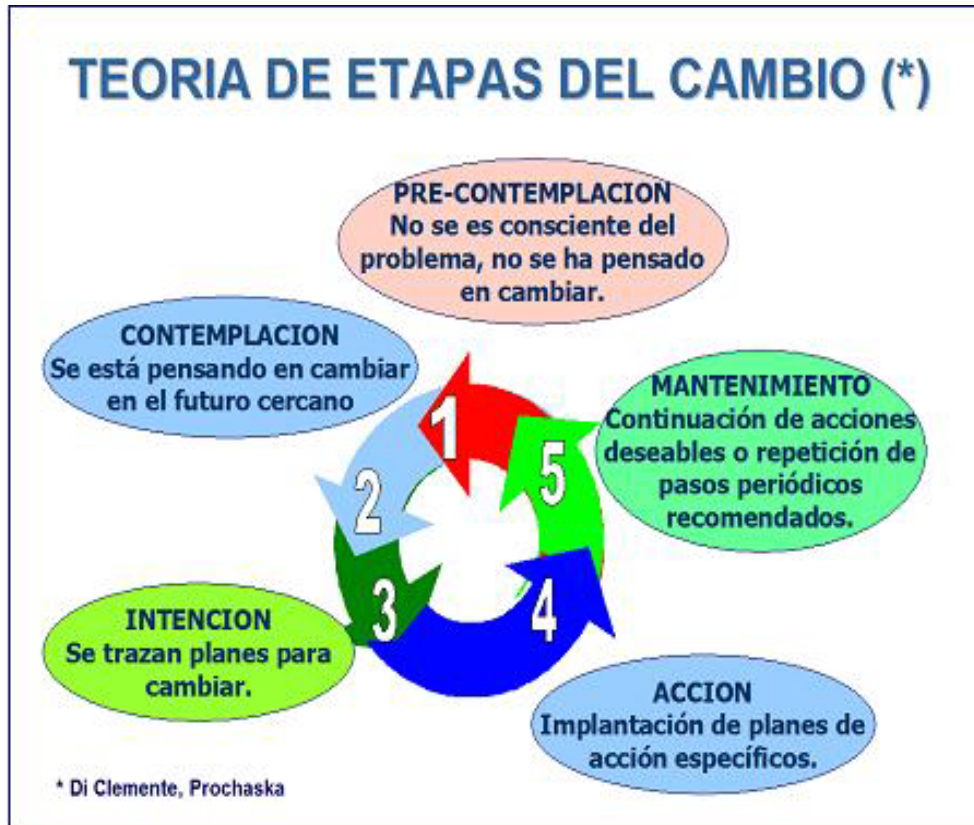 TEORIA DE ETAPAS DEL CAMBIO (*)
PRE-CONTEMPLACION
No se es consciente del
problema, no se ha pensado
en cambiar.
CONTEMPLACION
Se está pensando en cambiar
en el futuro cercano
MANTENIMIENTO
Continuación de acciones
deseables o repetición de
pasos periódicos
recomendados.
1
2
5
3
4
INTENCION
Se trazan planes para
cambiar.
ACCION
Implantación de planes de
acción específicos.
* Di Clemente, Prochaska